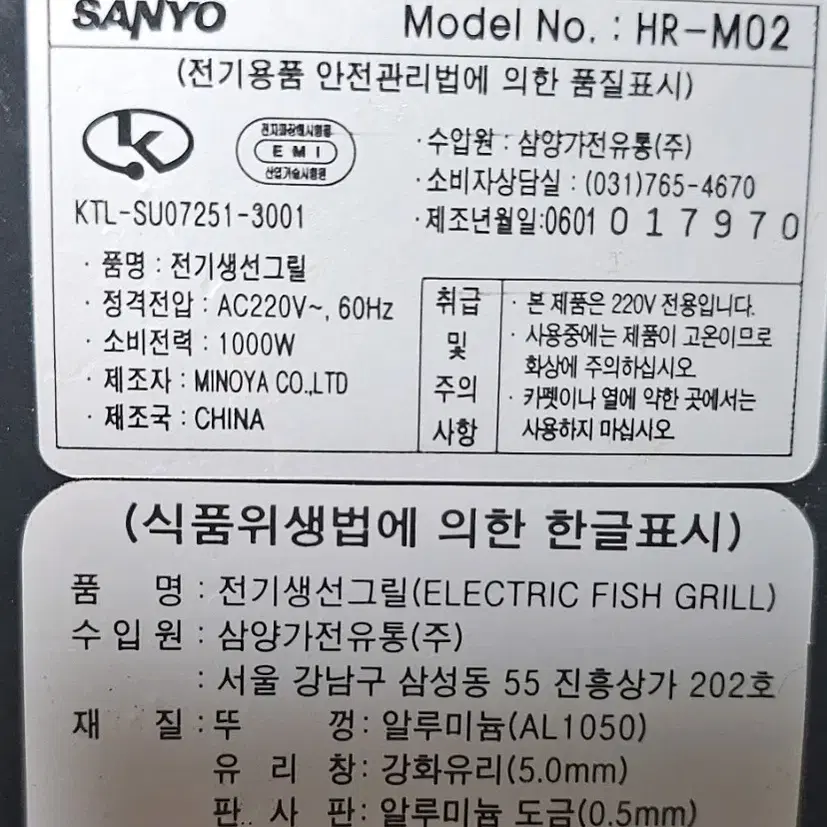 SANYO Model No. : HR-M02
(전기용품 안전관리법에 의한 품질표시)
전자파장해시험필
E M I
산업기술시험원
KTL-SU07251-3001
· 수입원 : 삼양가전유통(주)
· 소비자상담실 : (031)765-4670
· 제조년월일:0601 017970
· 품명 : 전기생선그릴
· 정격전압 : AC220V~, 60Hz
· 소비전력 : 1000W
· 제조자 : MINOYA CO.,LTD
· 재조국 : CHINA
취급
및
주의
사항
· 본 제품은 220V 전용입니다.
· 사용중에는 제품이 고온이므로
화상에 주의하십시오
· 카펫이나 열에 약한 곳에서는
사용하지 마십시오
(식품위생법에 의한 한글표시)
품 명 : 전기생선그릴(ELECTRIC FISH GRILL)
수 입 원 : 삼양가전유통(주)
: 서울 강남구 삼성동 55 진흥상가 202호
재 질 : 뚜 껑 : 알루미늄(AL1050)
유 리 창 : 강화유리(5.0mm)
판.. 사 판 : 알루미늄 도금(0.5mm)